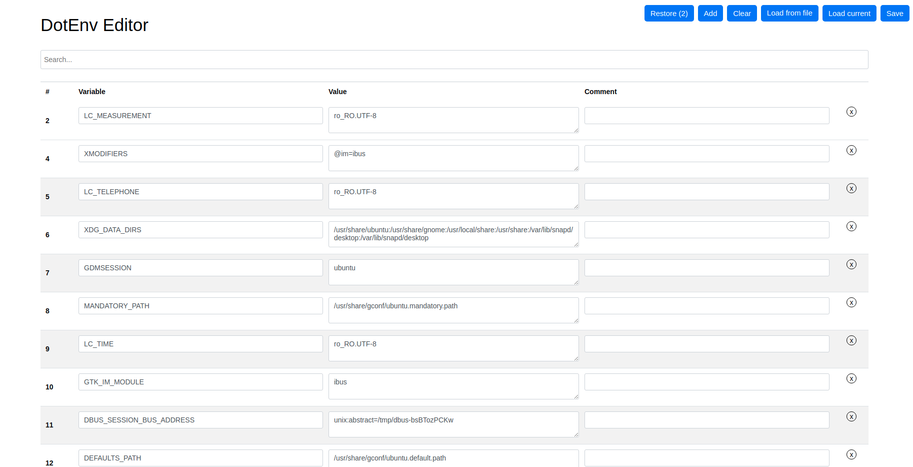 DotEnv Editor
Restore (2) Add Clear Load from file Load current Save
Search...
# Variable Value Comment
2 LC_MEASUREMENT ro_RO.UTF-8 x
4 XMODIFIERS @im=ibus x
5 LC_TELEPHONE ro_RO.UTF-8 x
6 XDG_DATA_DIRS /usr/share/ubuntu:/usr/share/gnome:/usr/local/share:/usr/share:/var/lib/snapd/ x
desktop:/var/lib/snapd/desktop
7 GDMSESSION ubuntu x
8 MANDATORY_PATH /usr/share/gconf/ubuntu.mandatory.path x
9 LC_TIME ro_RO.UTF-8 x
10 GTK_IM_MODULE ibus x
11 DBUS_SESSION_BUS_ADDRESS unix:abstract=/tmp/dbus-bsBTozPCKw x
12 DEFAULTS_PATH /usr/share/gconf/ubuntu.default.path x